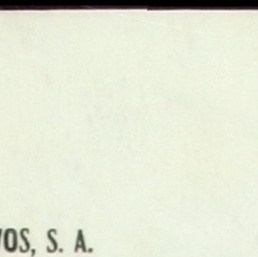 VOS, S. A.